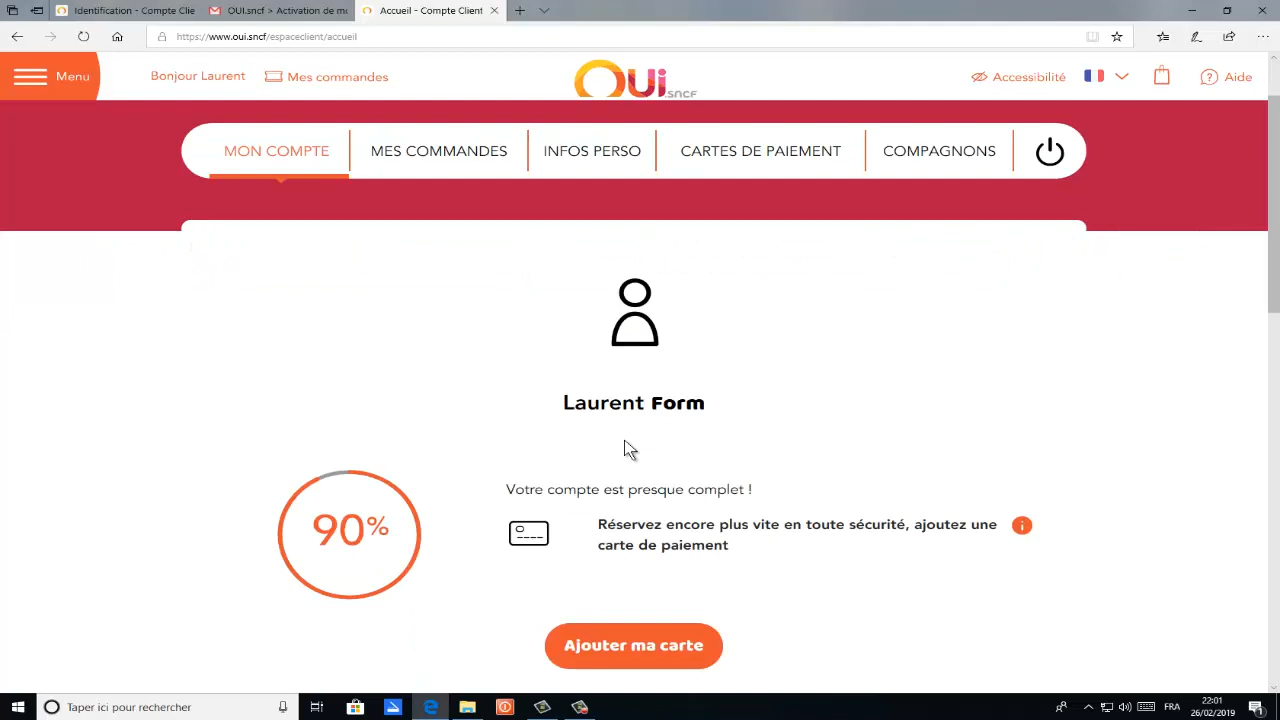 Identification - Compte Clie
OUI.sncf > Activation de mo
Accueil - Compte Client
https://www.oui.sncf/espaceclient/accueil
Menu
Bonjour Laurent
Mes commandes
OUi.SNCF
Accessibilité
Aide
MON COMPTE
MES COMMANDES
INFOS PERSO
CARTES DE PAIEMENT
COMPAGNONS
Laurent Form
90%
Votre compte est presque complet !
Réservez encore plus vite en toute sécurité, ajoutez une
carte de paiement
Ajouter ma carte
Taper ici pour rechercher
FRA
22:01
26/02/2019